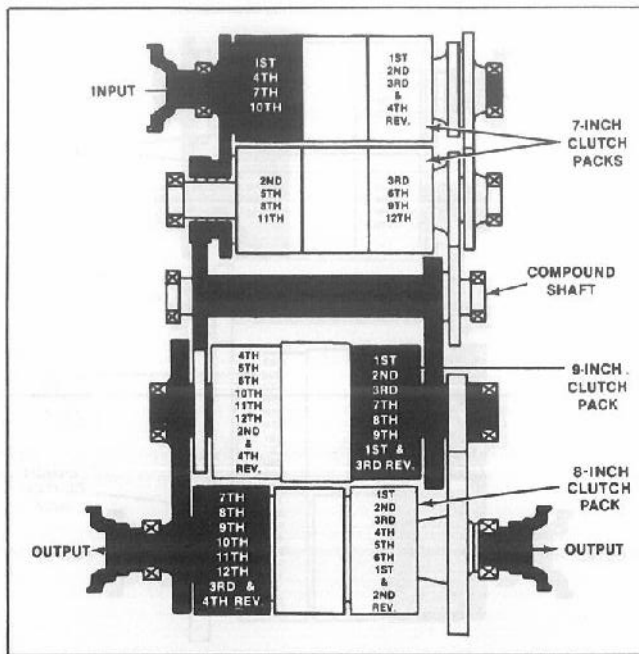 INPUT
1ST
4TH
7TH
10TH
1ST
2ND
3RD
&
4TH
REV.
7-INCH
CLUTCH
PACKS
2ND
5TH
8TH
11TH
3RD
6TH
9TH
12TH
COMPOUND
SHAFT
4TH
5TH
6TH
10TH
11TH
12TH
2ND
&
4TH
REV.
1ST
2ND
3RD
7TH
8TH
9TH
1ST &
3RD REV.
9-INCH
CLUTCH
PACK
7TH
8TH
9TH
10TH
11TH
12TH
3RD &
4TH REV.
1ST
2ND
3RD
4TH
5TH
6TH
1ST
&
2ND
REV.
8-INCH
CLUTCH
PACK
OUTPUT
OUTPUT